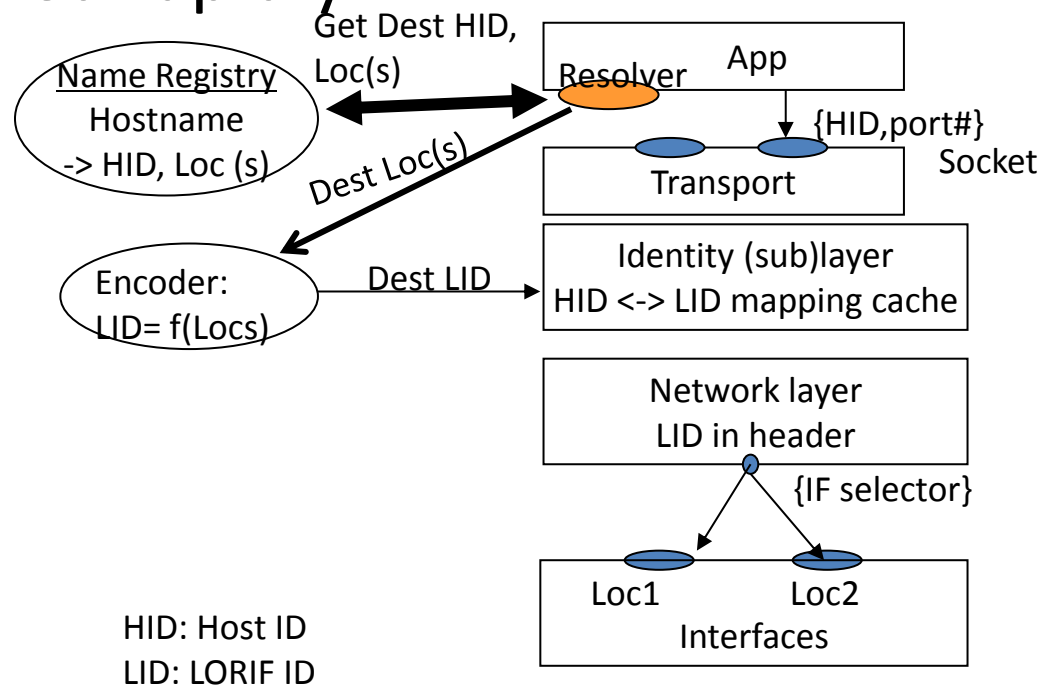 Get Dest HID,
Loc(s)
Name Registry
Hostname
-> HID, Loc (s)
Resolver
App
{HID,port#}
Socket
Transport
Dest Loc(s)
Encoder:
LID= f(Locs)
Dest LID
Identity (sub)layer
HID <-> LID mapping cache
Network layer
LID in header
{IF selector}
Loc1
Loc2
Interfaces
HID: Host ID
LID: LORIF ID